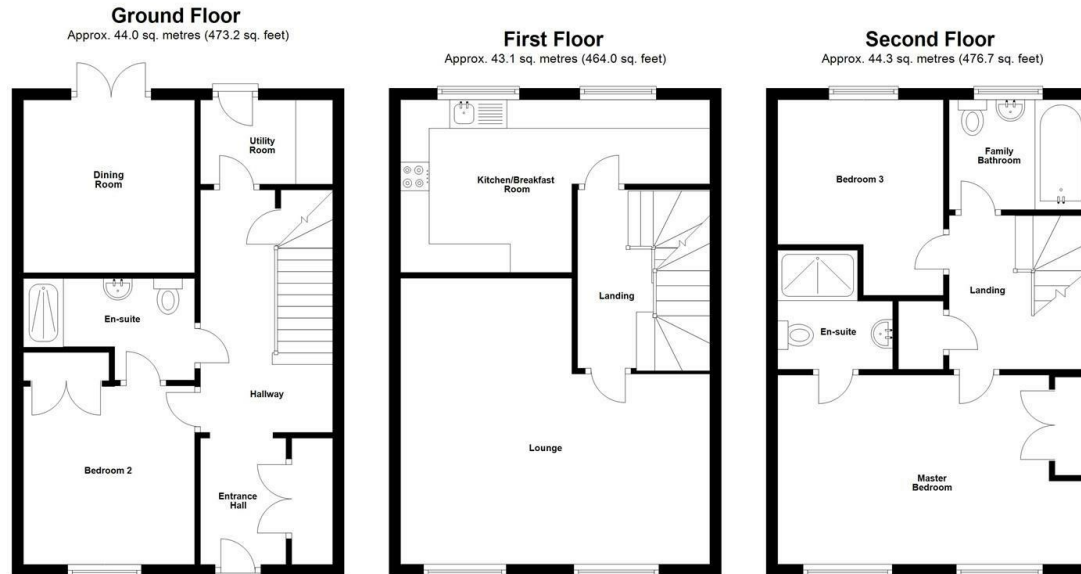 Ground Floor
Approx. 44.0 sq. metres (473.2 sq. feet)
Dining
Room
Utility
Room
En-suite
Hallway
Bedroom 2
Entrance
Hall
First Floor
Approx. 43.1 sq. metres (464.0 sq. feet)
Kitchen/Breakfast
Room
Landing
Lounge
Second Floor
Approx. 44.3 sq. metres (476.7 sq. feet)
Bedroom 3
Family
Bathroom
Landing
En-suite
Master
Bedroom